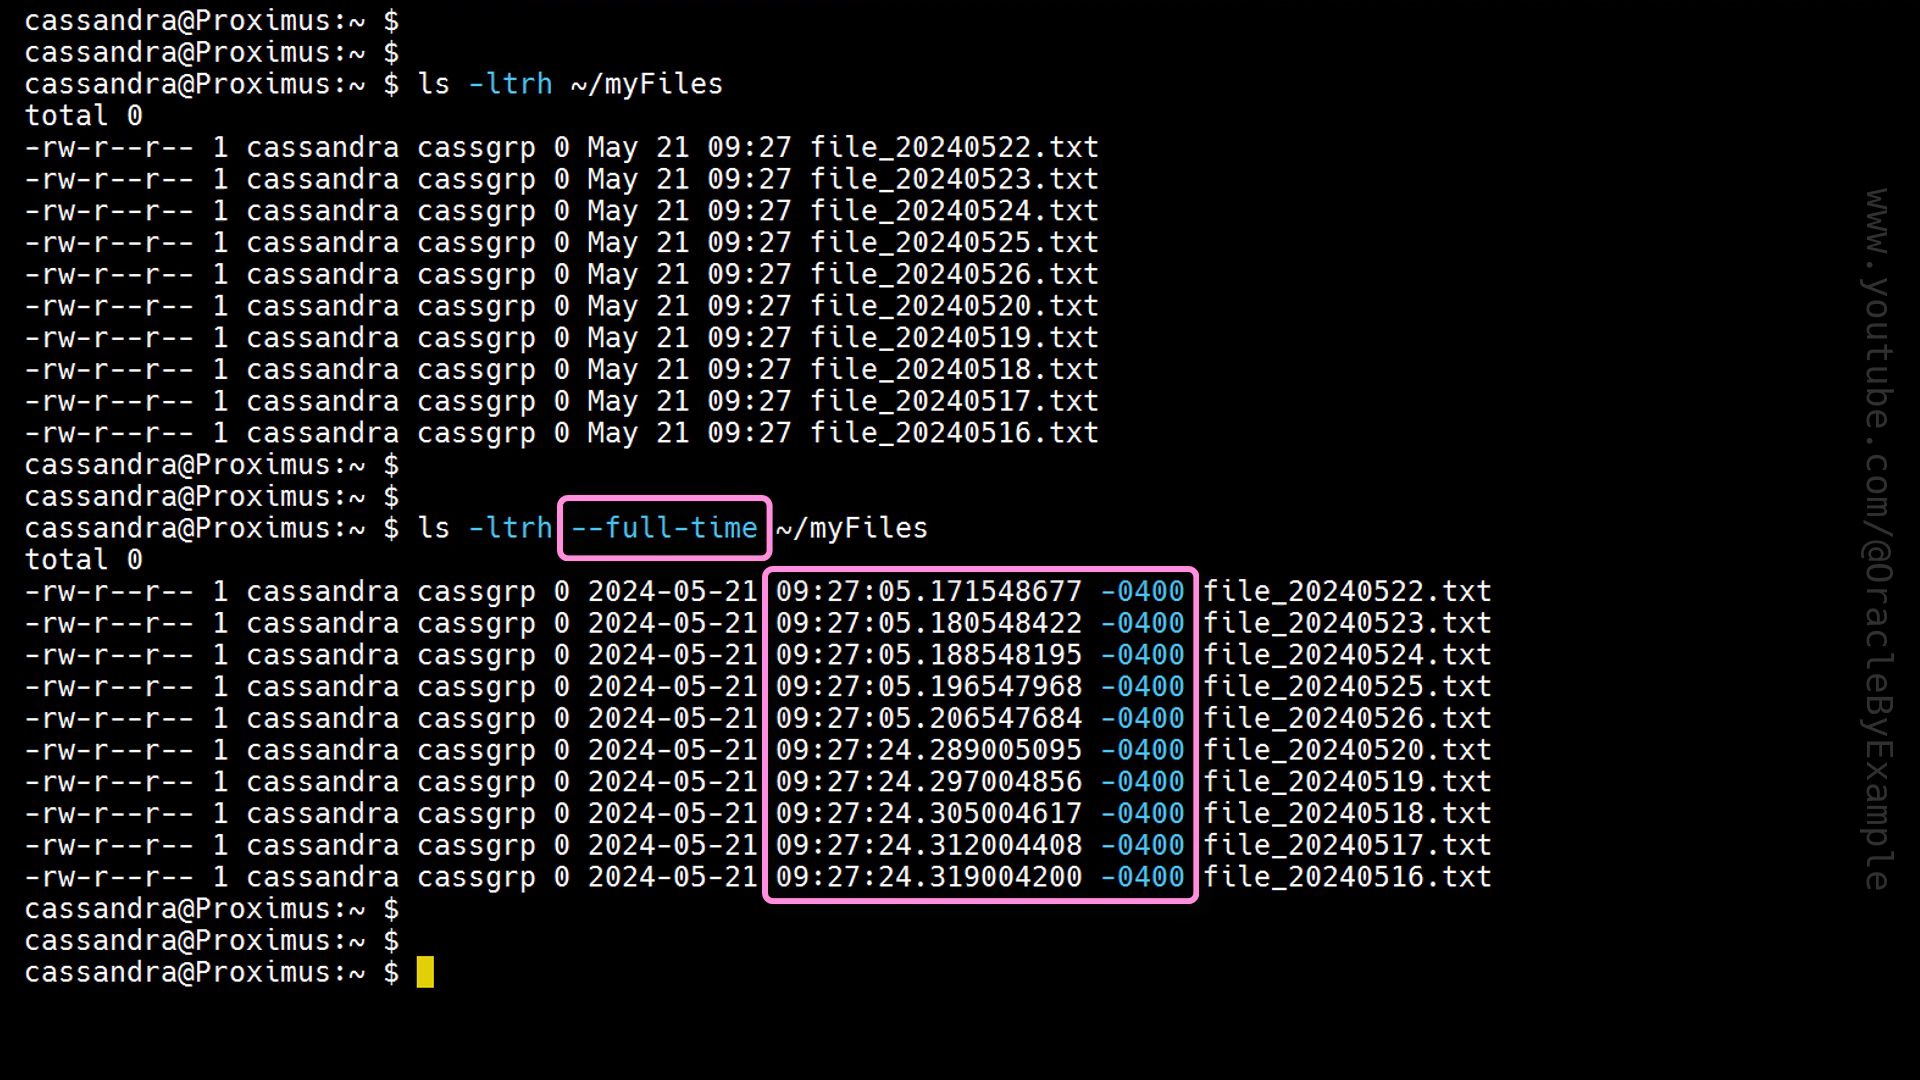 cassandra@Proximus:~ $
cassandra@Proximus:~ $
cassandra@Proximus:~ $ ls -ltrh ~/myFiles
total 0
-rw-r--r-- 1 cassandra cassgrp 0 May 21 09:27 file_20240522.txt
-rw-r--r-- 1 cassandra cassgrp 0 May 21 09:27 file_20240523.txt
-rw-r--r-- 1 cassandra cassgrp 0 May 21 09:27 file_20240524.txt
-rw-r--r-- 1 cassandra cassgrp 0 May 21 09:27 file_20240525.txt
-rw-r--r-- 1 cassandra cassgrp 0 May 21 09:27 file_20240526.txt
-rw-r--r-- 1 cassandra cassgrp 0 May 21 09:27 file_20240520.txt
-rw-r--r-- 1 cassandra cassgrp 0 May 21 09:27 file_20240519.txt
-rw-r--r-- 1 cassandra cassgrp 0 May 21 09:27 file_20240518.txt
-rw-r--r-- 1 cassandra cassgrp 0 May 21 09:27 file_20240517.txt
-rw-r--r-- 1 cassandra cassgrp 0 May 21 09:27 file_20240516.txt
cassandra@Proximus:~ $
cassandra@Proximus:~ $
cassandra@Proximus:~ $ ls -ltrh --full-time ~/myFiles
total 0
-rw-r--r-- 1 cassandra cassgrp 0 2024-05-21 09:27:05.171548677 -0400 file_20240522.txt
-rw-r--r-- 1 cassandra cassgrp 0 2024-05-21 09:27:05.180548422 -0400 file_20240523.txt
-rw-r--r-- 1 cassandra cassgrp 0 2024-05-21 09:27:05.188548195 -0400 file_20240524.txt
-rw-r--r-- 1 cassandra cassgrp 0 2024-05-21 09:27:05.196547968 -0400 file_20240525.txt
-rw-r--r-- 1 cassandra cassgrp 0 2024-05-21 09:27:05.206547684 -0400 file_20240526.txt
-rw-r--r-- 1 cassandra cassgrp 0 2024-05-21 09:27:24.289005095 -0400 file_20240520.txt
-rw-r--r-- 1 cassandra cassgrp 0 2024-05-21 09:27:24.297004856 -0400 file_20240519.txt
-rw-r--r-- 1 cassandra cassgrp 0 2024-05-21 09:27:24.305004617 -0400 file_20240518.txt
-rw-r--r-- 1 cassandra cassgrp 0 2024-05-21 09:27:24.312004408 -0400 file_20240517.txt
-rw-r--r-- 1 cassandra cassgrp 0 2024-05-21 09:27:24.319004200 -0400 file_20240516.txt
cassandra@Proximus:~ $
cassandra@Proximus:~ $
cassandra@Proximus:~ $
www.youtube.com/@OracleByExample